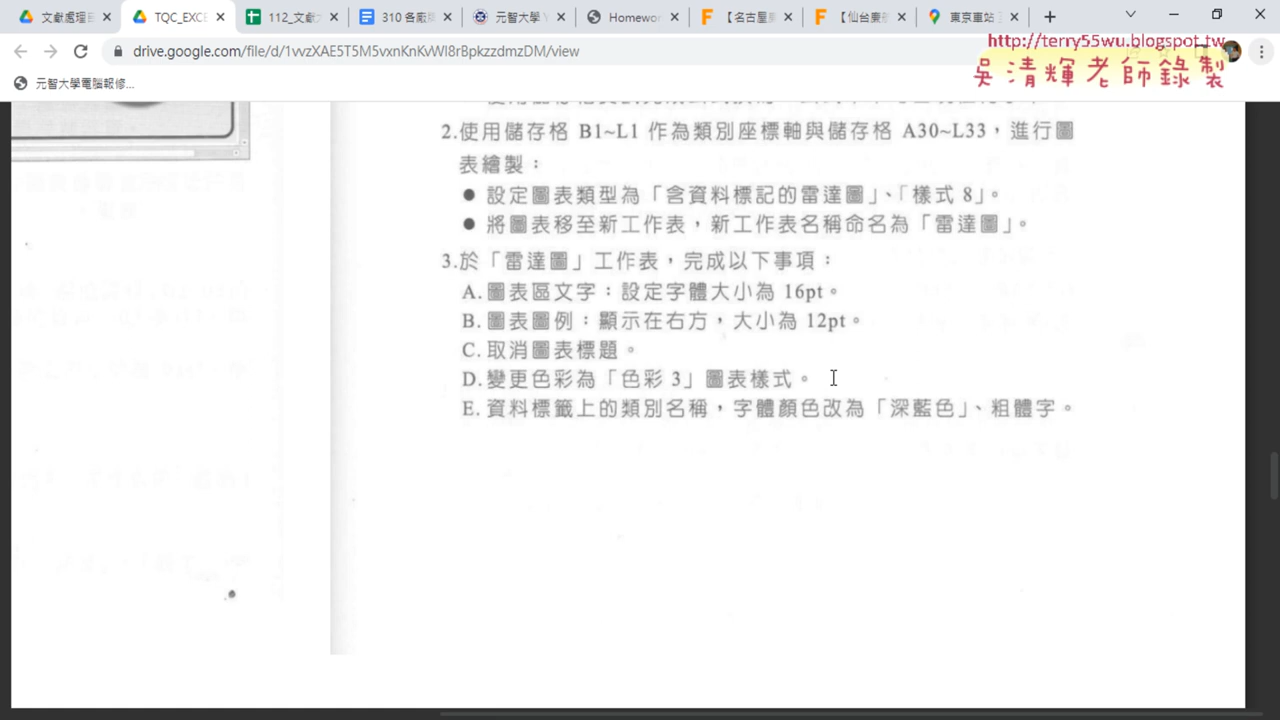 文獻處理
TQC_EXCE
112_文獻
310 各廠
元智大學
Homewor
【名古屋
【仙台
東京車站
drive.google.com/file/d/1vvzXAE5T5M5vxnKnKvWl8rBpkzzdmzDM/view
http://terry55wu.blogspot.tw
吳清輝老師錄製
元智大學電腦報修...
2.使用儲存格 B1~L1 作為類別座標軸與儲存格 A30~L33，進行圖
表繪製：
● 設定圖表類型為「含資料標記的雷達圖」、「樣式 8」。
● 將圖表移至新工作表，新工作表名稱命名為「雷達圖」。
3.於「雷達圖」工作表，完成以下事項：
A. 圖表區文字：設定字體大小為 16pt。
B. 圖表圖例：顯示在右方，大小為 12pt。
C. 取消圖表標題。
D. 變更色彩為「色彩 3」圖表樣式。
E. 資料標籤上的類別名稱，字體顏色改為「深藍色」、粗體字。